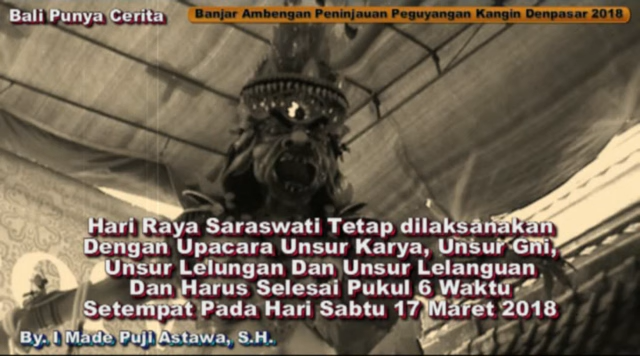 Bali Punya Cerita
Banjar Ambengan Peninjauan Peguyangan Kangin Denpasar 2018
Hari Raya Saraswati Tetap dilaksanakan
Dengan Upacara Unsur Karya, Unsur Gni,
Unsur Lelungan Dan Unsur Lelanguan
Dan Harus Selesai Pukul 6 Waktu
Setempat Pada Hari Sabtu 17 Maret 2018
By. I Made Puji Astawa, S.H.